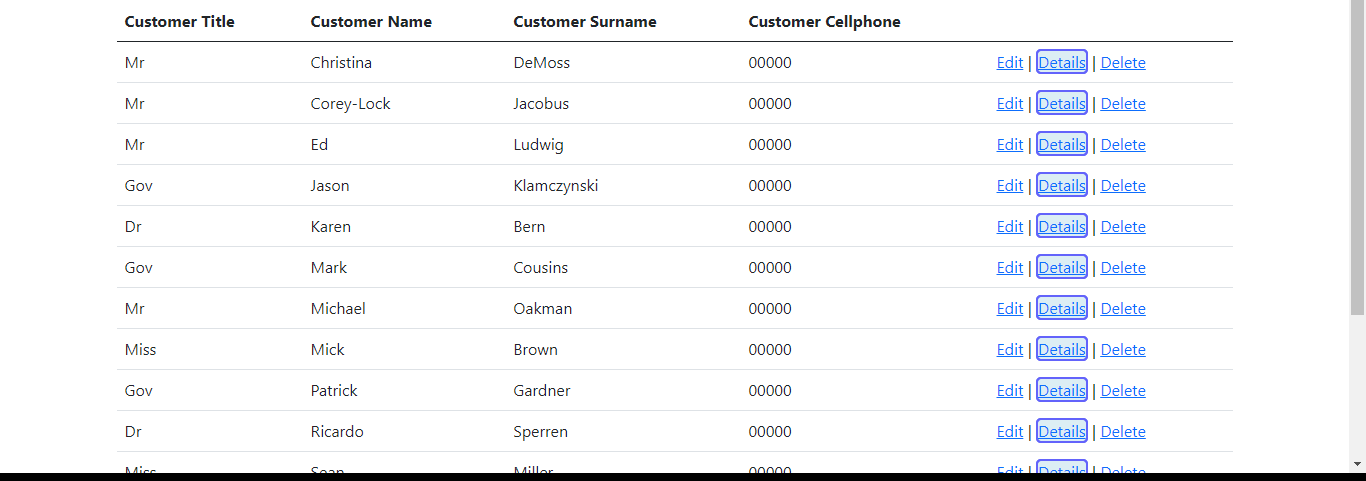 Customer Title Customer Name Customer Surname Customer Cellphone
Mr Christina DeMoss 00000 Edit | Details | Delete
Mr Corey-Lock Jacobus 00000 Edit | Details | Delete
Mr Ed Ludwig 00000 Edit | Details | Delete
Gov Jason Klamczynski 00000 Edit | Details | Delete
Dr Karen Bern 00000 Edit | Details | Delete
Gov Mark Cousins 00000 Edit | Details | Delete
Mr Michael Oakman 00000 Edit | Details | Delete
Miss Mick Brown 00000 Edit | Details | Delete
Gov Patrick Gardner 00000 Edit | Details | Delete
Dr Ricardo Sperren 00000 Edit | Details | Delete
Miss Sean Miller 00000 Edit | Details | Delete